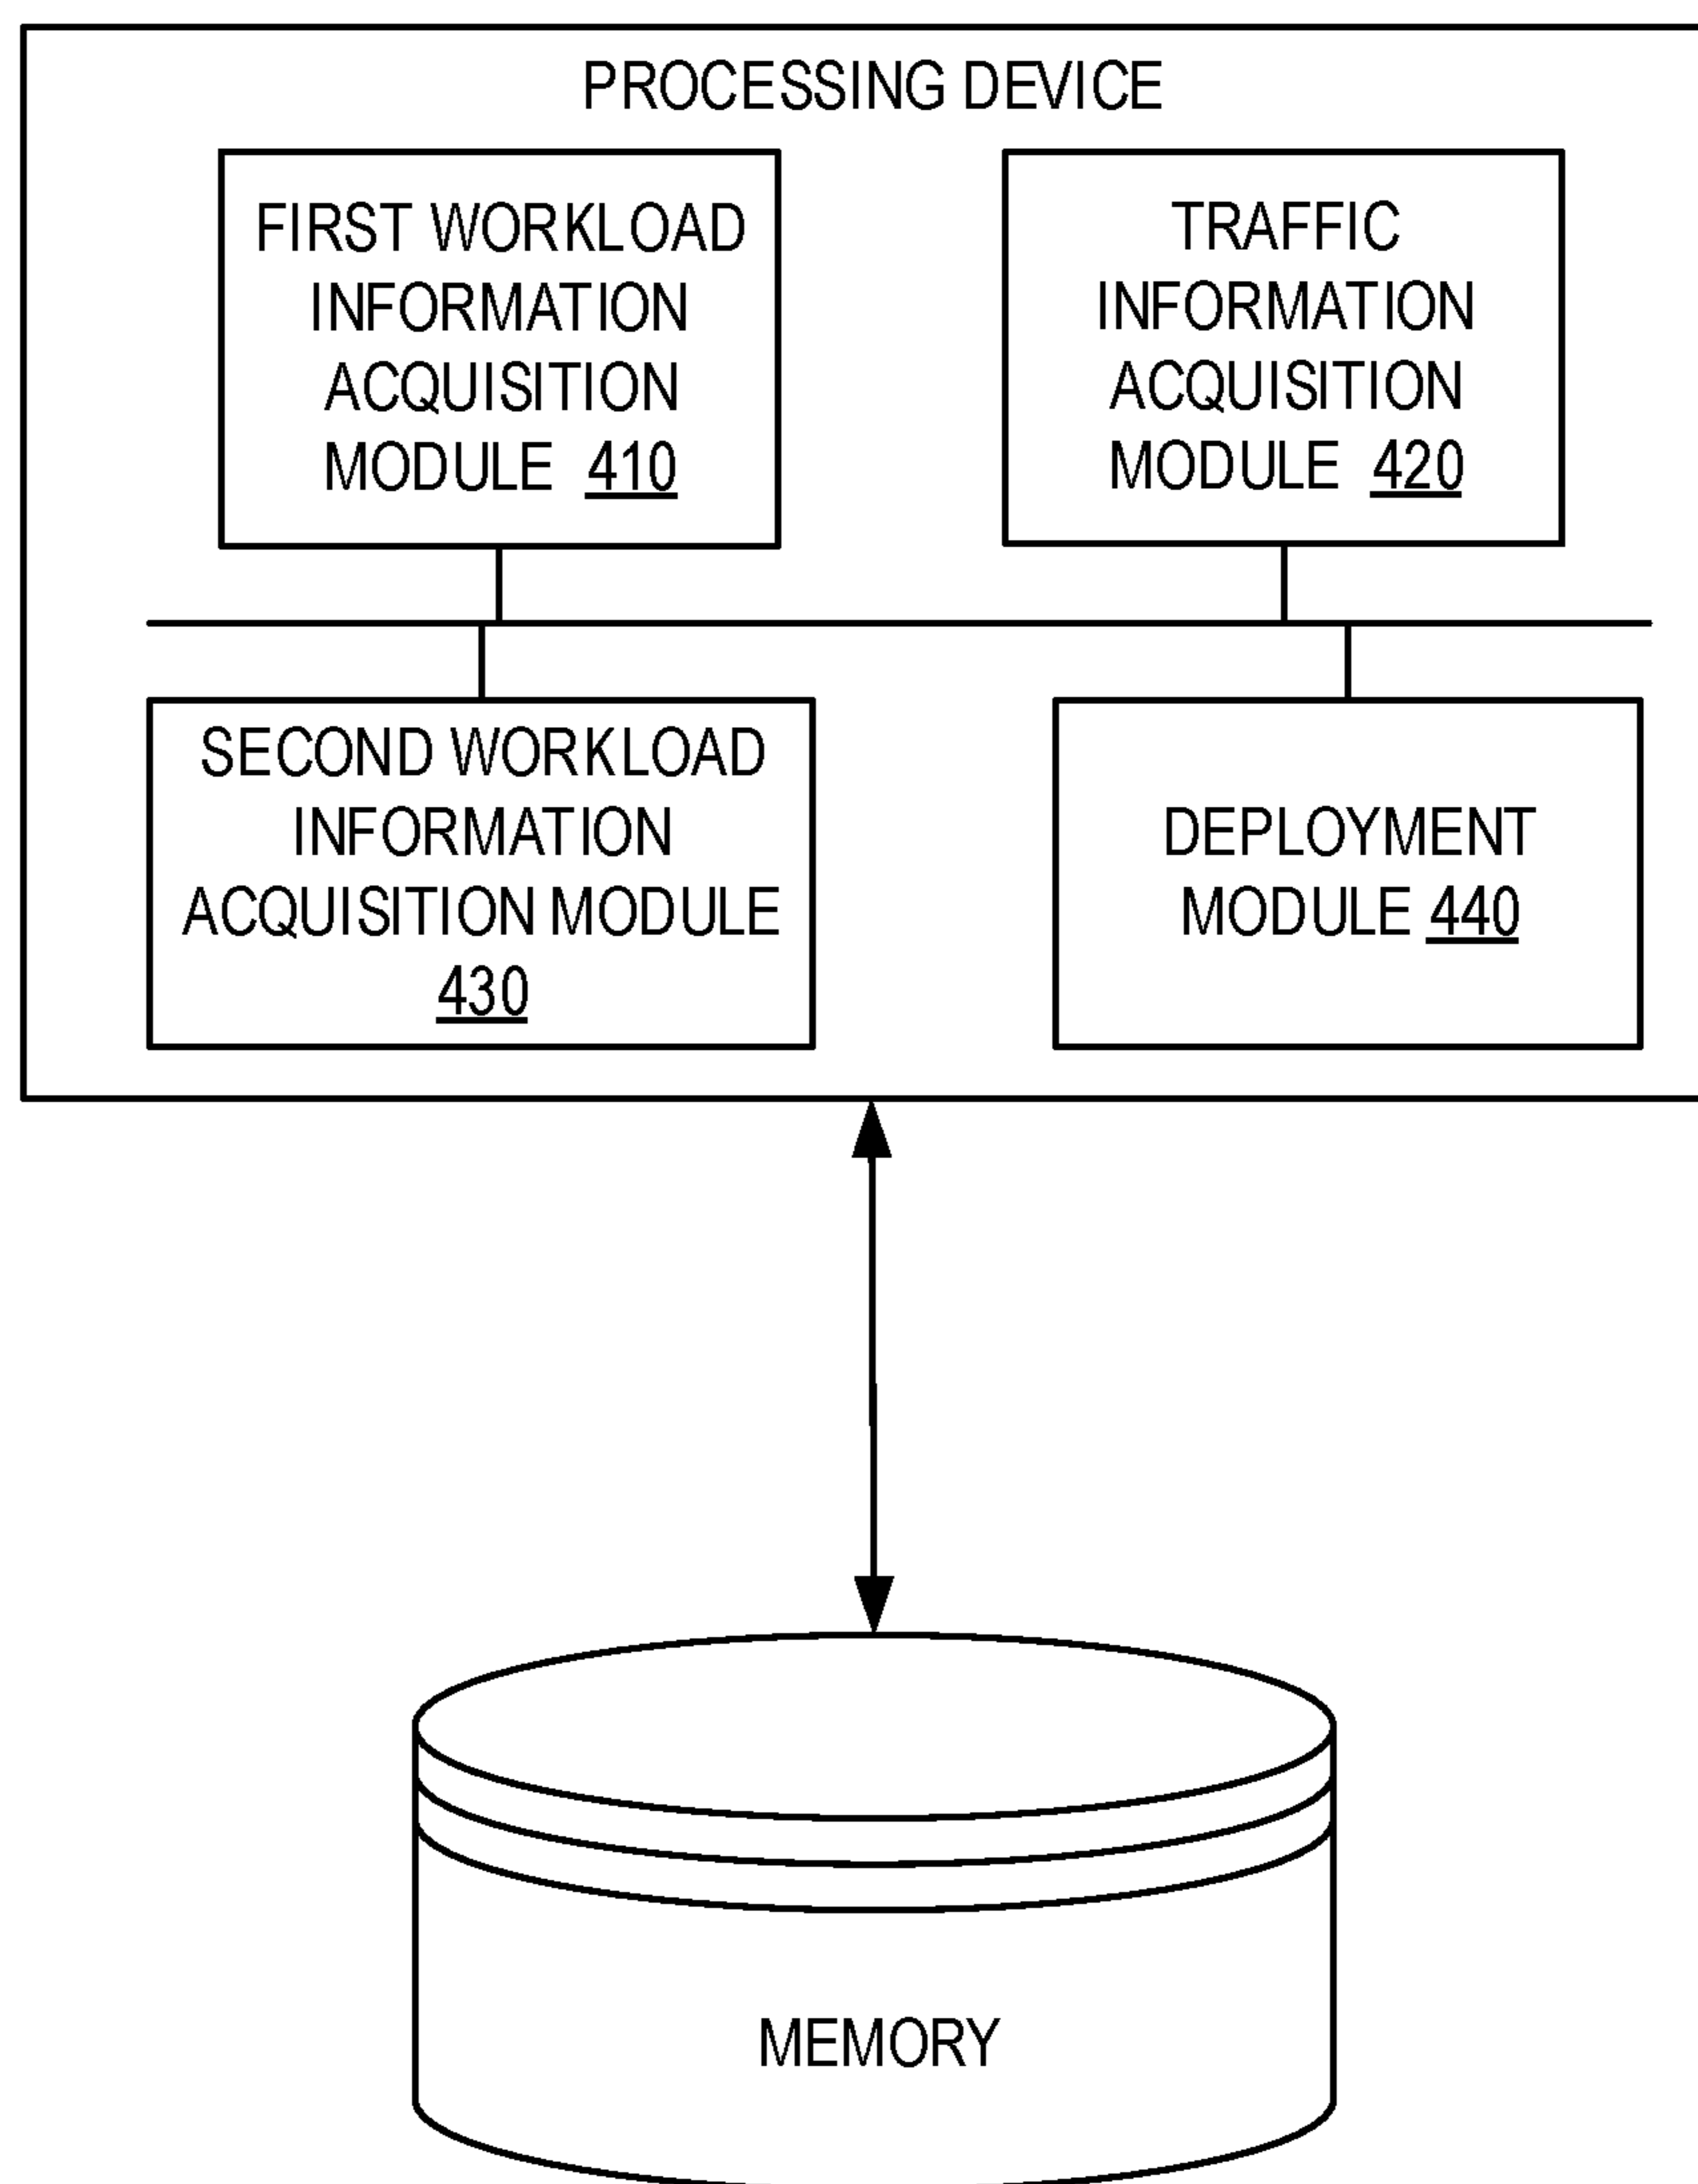 PROCESSING DEVICE
FIRST WORKLOAD
INFORMATION
ACQUISITION
MODULE 410
TRAFFIC
INFORMATION
ACQUISITION
MODULE 420
SECOND WORKLOAD
INFORMATION
ACQUISITION MODULE
430
DEPLOYMENT
MODULE 440
MEMORY